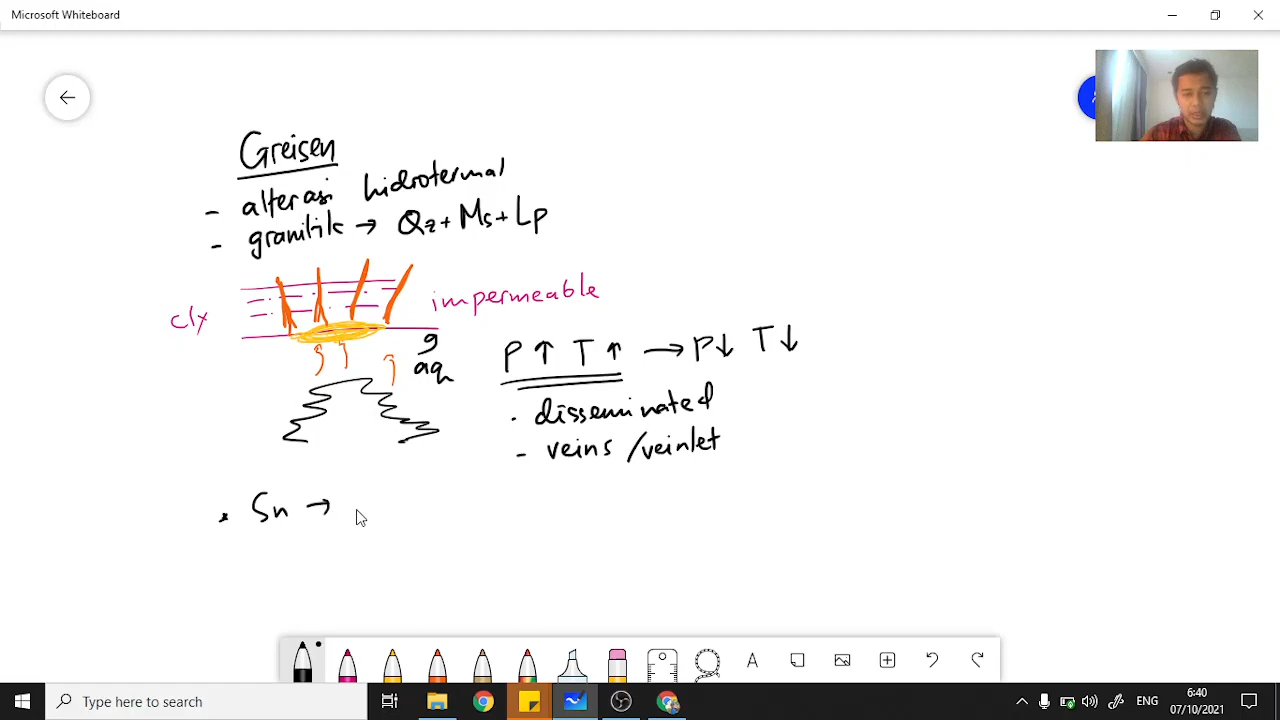 Microsoft Whiteboard
Greisen
- alterasi hidrotermal
- granitik → Qz + Ms + Lp
impermeable
g
aq
P ↑ T ↑ → P↓ T↓
. disseminated
- veins /veinlet
* Sn →
A
Type here to search
ENG
6:40
07/10/2021